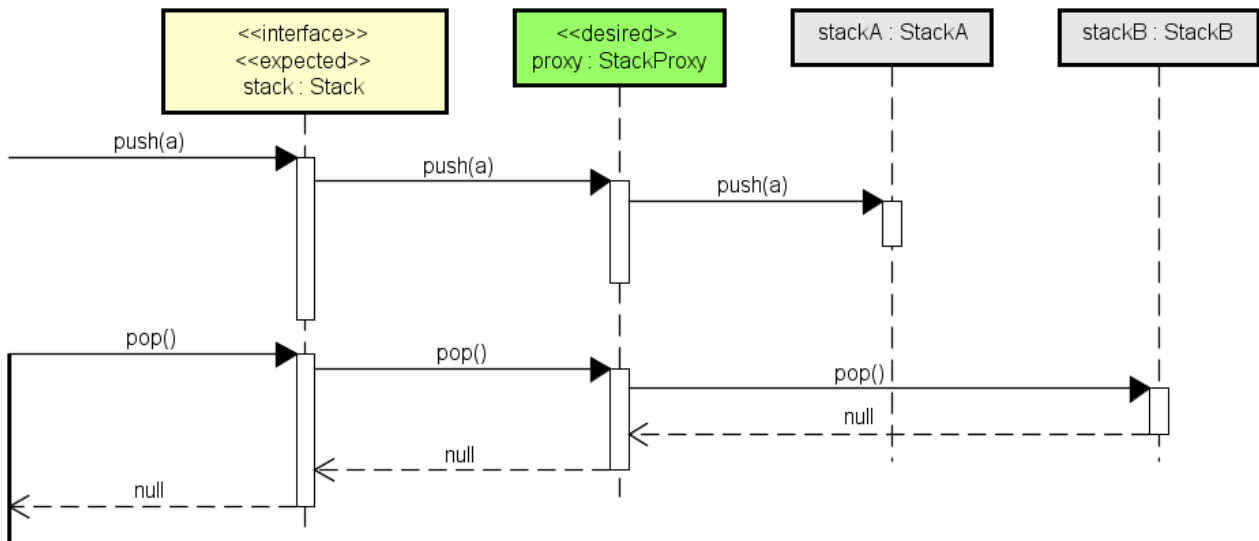 <<interface>>
<<expected>>
stack : Stack
<<desired>>
proxy : StackProxy
stackA : StackA
stackB : StackB
push(a)
push(a)
push(a)
pop()
pop()
pop()
null
null
null